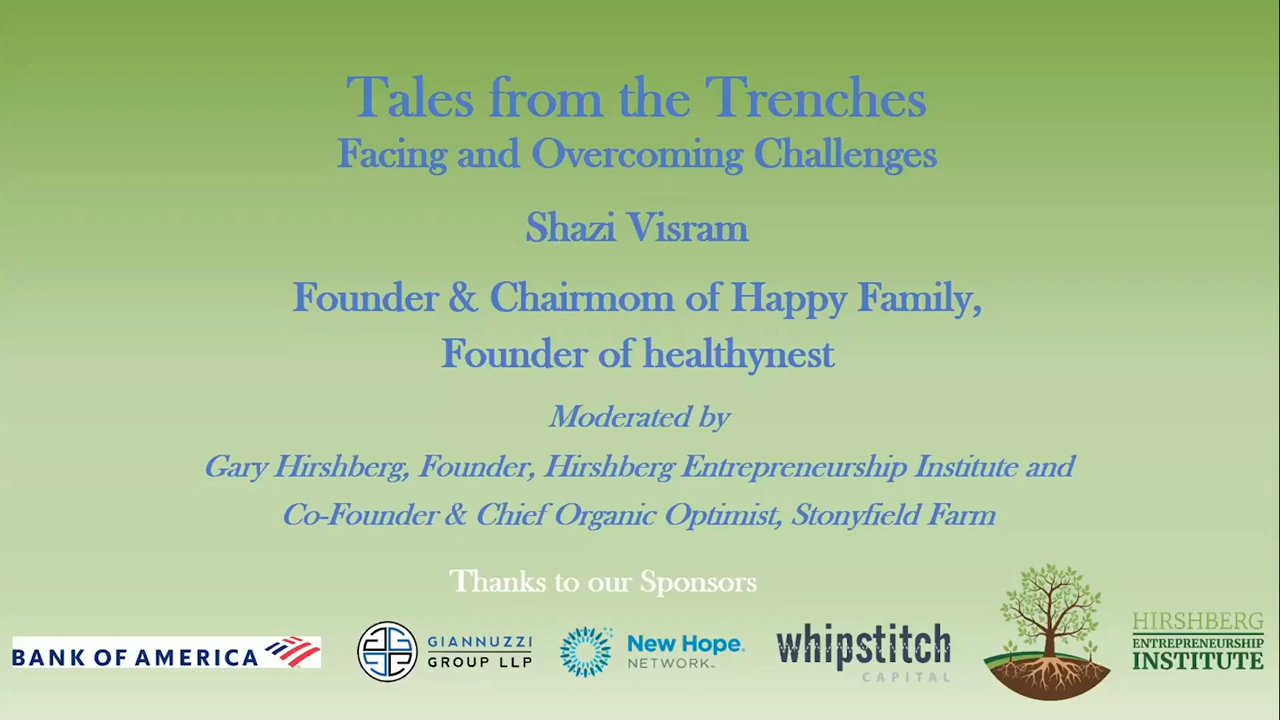 Tales from the Trenches
Facing and Overcoming Challenges
Shazi Visram
Founder & Chairmom of Happy Family,
Founder of healthynest
Moderated by
Gary Hirshberg, Founder, Hirshberg Entrepreneurship Institute and
Co-Founder & Chief Organic Optimist, Stonyfield Farm
Thanks to our Sponsors
BANK OF AMERICA
GIANNUZZI
GROUP LLP
New Hope
NETWORK
whipstitch
CAPITAL
HIRSHBERG
ENTREPRENEURSHIP
INSTITUTE